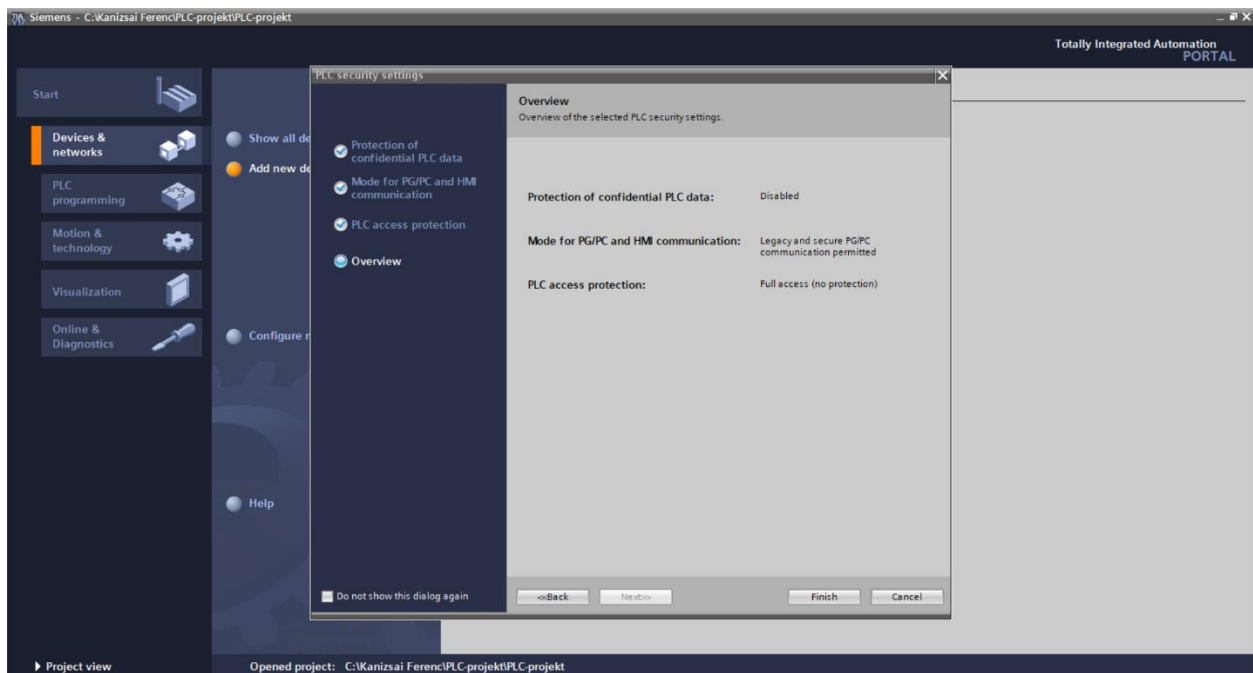 Siemens - C:\Kanizsai Ferenc\PLC-projekt\PLC-projekt
Totally Integrated Automation
PORTAL
Start
Devices &
networks
PLC
programming
Motion &
technology
Visualization
Online &
Diagnostics
Show all de
Add new de
Configure n
Help
PLC security settings
Protection of
confidential PLC data
Mode for PG/PC and HMI
communication
PLC access protection
Overview
Do not show this dialog again
Overview
Overview of the selected PLC security settings.
Protection of confidential PLC data: Disabled
Mode for PG/PC and HMI communication: Legacy and secure PG/PC
communication permitted
PLC access protection: Full access (no protection)
<<Back Next>> Finish Cancel
Project view Opened project: C:\Kanizsai Ferenc\PLC-projekt\PLC-projekt